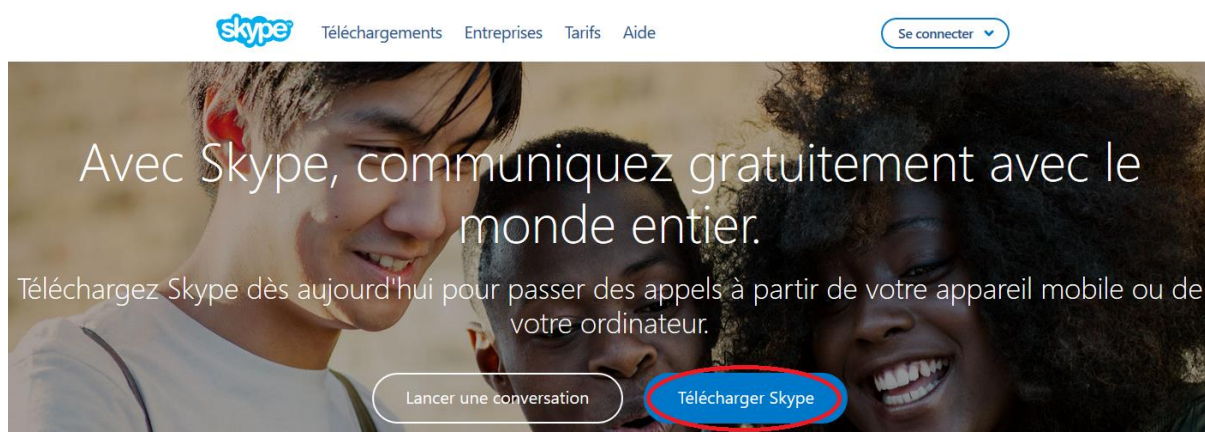 skype
Téléchargements Entreprises Tarifs Aide
Se connecter
Avec Skype, communiquez gratuitement avec le
monde entier.
Téléchargez Skype dès aujourd'hui pour passer des appels à partir de votre appareil mobile ou de
votre ordinateur.
Lancer une conversation Télécharger Skype